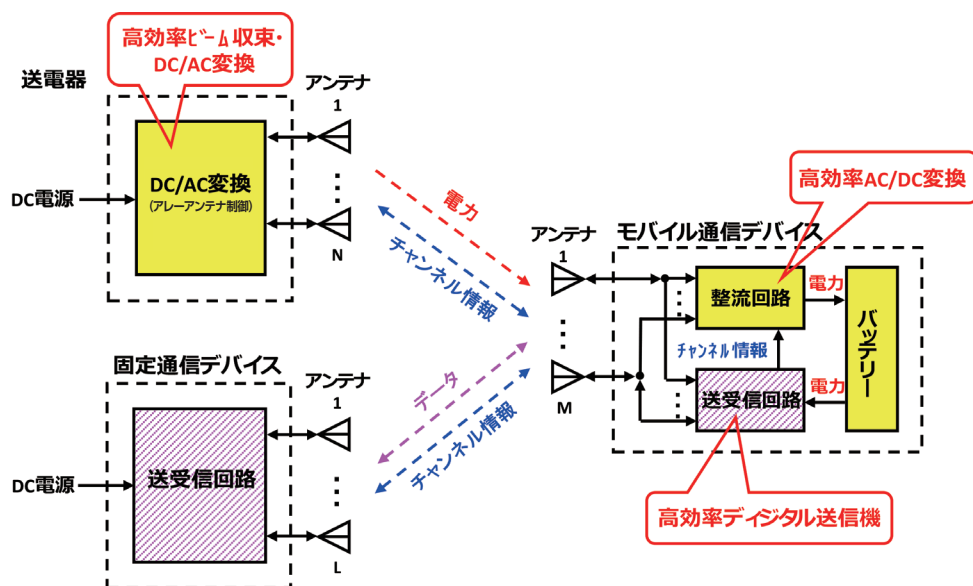 高効率ﾋﾞｰﾑ収束・
DC/AC変換
送電器
アンテナ
1
DC/AC変換
(アレーアンテナ制御)
DC電源
N
電力
チャンネル情報
高効率AC/DC変換
アンテナ
1
モバイル通信デバイス
整流回路
電力
バッテリー
ﾁｬﾝﾈﾙ情報
送受信回路
電力
M
固定通信デバイス
アンテナ
1
データ
チャンネル情報
送受信回路
DC電源
L
高効率ディジタル送信機